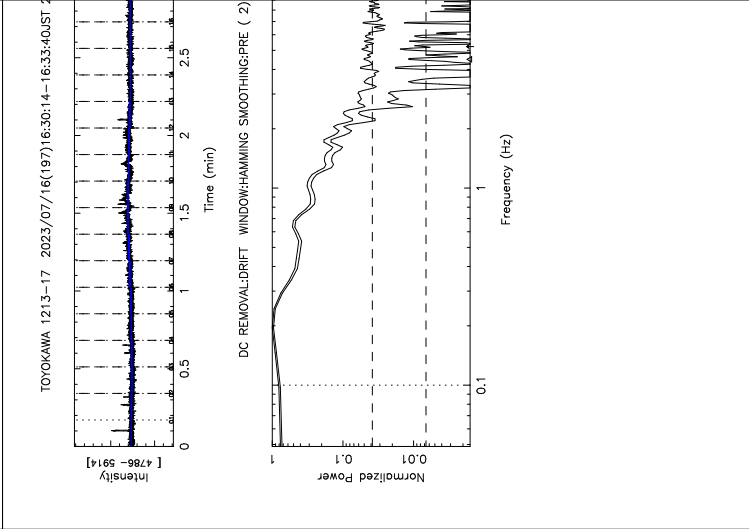 TOYOKAWA 1213-17 2023/07/16(197)16:30:14-16:33:40JST 2
Intensity
[ 4786- 5914]
0
0.5
1
1.5
2
2.5
Time (min)
DC REMOVAL:DRIFT WINDOW:HAMMING SMOOTHING:PRE ( 2)
Normalized Power
1
0.1
0.01
0.1
1
Frequency (Hz)